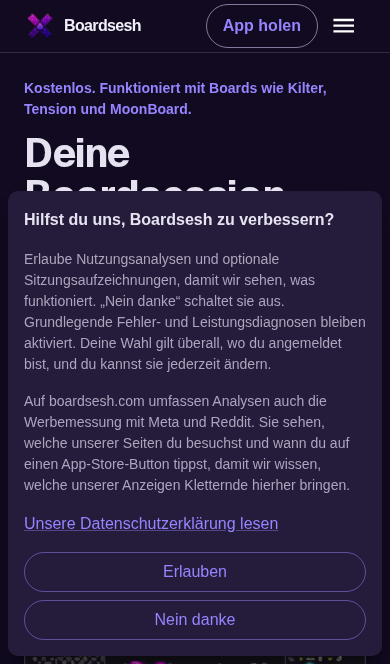 Boardsesh
App holen
Kostenlos. Funktioniert mit Boards wie Kilter,
Tension und MoonBoard.
Deine
Boardsession
Hilfst du uns, Boardsesh zu verbessern?
Erlaube Nutzungsanalysen und optionale
Sitzungsaufzeichnungen, damit wir sehen, was
funktioniert. „Nein danke“ schaltet sie aus.
Grundlegende Fehler- und Leistungsdiagnosen bleiben
aktiviert. Deine Wahl gilt überall, wo du angemeldet
bist, und du kannst sie jederzeit ändern.
Auf boardsesh.com umfassen Analysen auch die
Werbemessung mit Meta und Reddit. Sie sehen,
welche unserer Seiten du besuchst und wann du auf
einen App-Store-Button tippst, damit wir wissen,
welche unserer Anzeigen Kletternde hierher bringen.
Unsere Datenschutzerklärung lesen
Erlauben
Nein danke